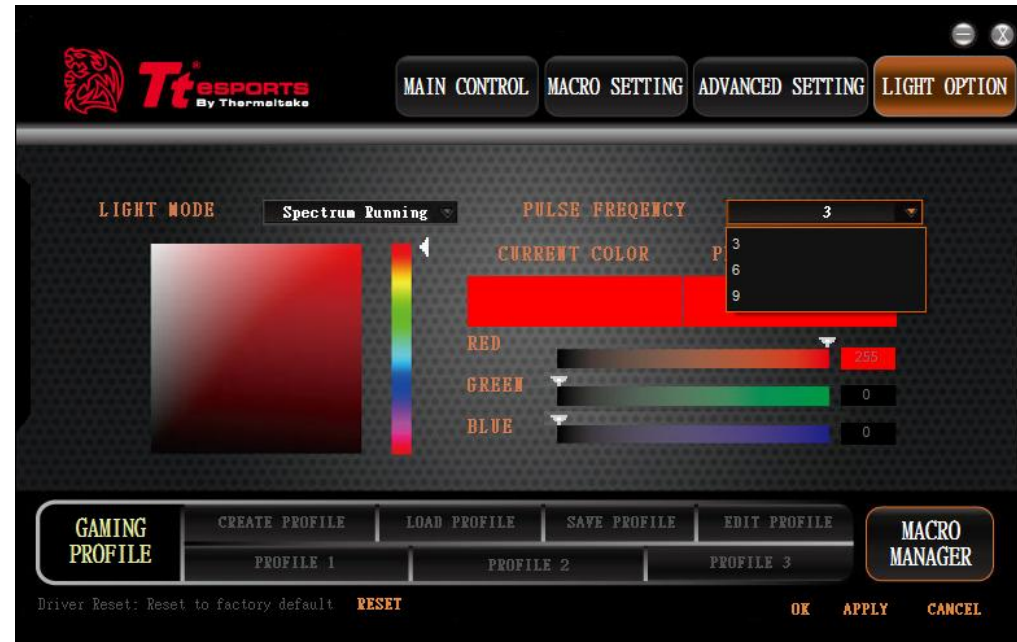 Tt esports
By Thermaltake
MAIN CONTROL MACRO SETTING ADVANCED SETTING LIGHT OPTION
LIGHT MODE Spectrum Running PULSE FREQENCY 3
CURRENT COLOR P
3
6
9
RED 255
GREEN 0
BLUE 0
GAMING PROFILE
CREATE PROFILE LOAD PROFILE SAVE PROFILE EDIT PROFILE
PROFILE 1 PROFILE 2 PROFILE 3
MACRO MANAGER
Driver Reset: Reset to factory default RESET
OK APPLY CANCEL